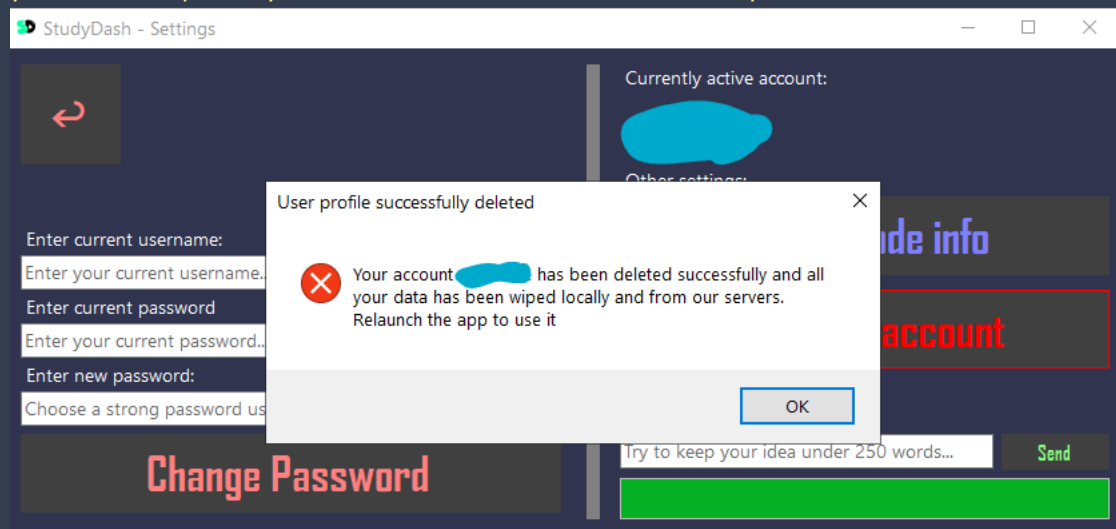 StudyDash - Settings
Currently active account:
Other settings:
User profile successfully deleted
Your account has been deleted successfully and all
your data has been wiped locally and from our servers.
Relaunch the app to use it
OK
Enter current username:
Enter your current username..
Enter current password
Enter your current password..
Enter new password:
Choose a strong password us
Change Password
info
account
Try to keep your idea under 250 words...
Send